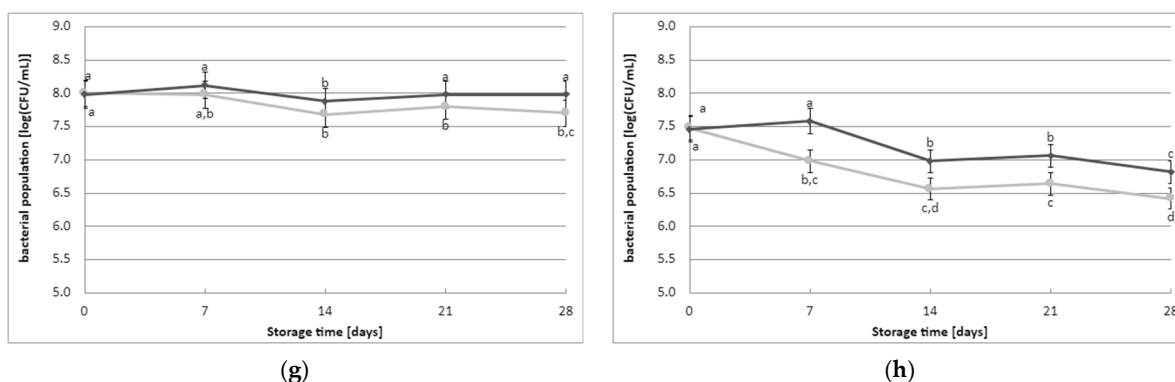 9.0
8.5
8.0
7.5
7.0
6.5
6.0
5.5
5.0
bacterial population [log(CFU/mL)]
a
a
b
a
a
a
a,b
b
b
b,c
0
7
14
21
28
Storage time [days]
(g)
9.0
8.5
8.0
7.5
7.0
6.5
6.0
5.5
5.0
bacterial population [log(CFU/mL)]
a
a
b
b
c
a
b,c
c,d
c
d
0
7
14
21
28
Storage time [days]
(h)